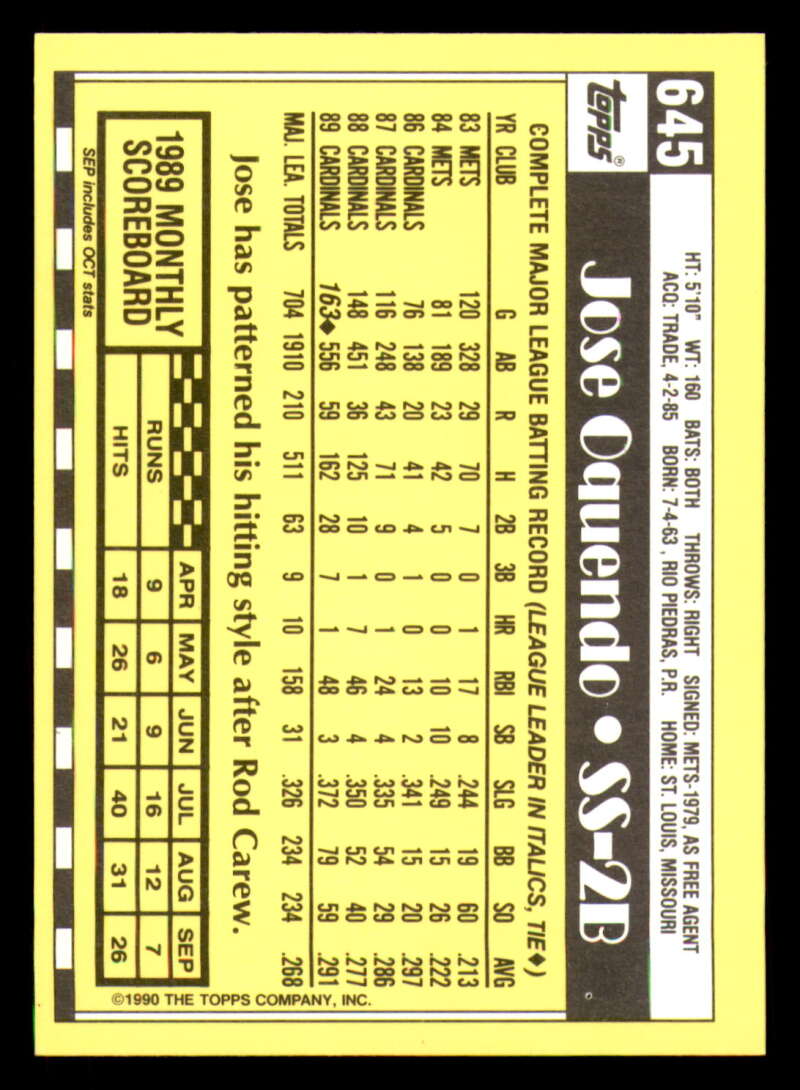 645
HT: 5'10" WT: 160 BATS: BOTH THROWS: RIGHT SIGNED: METS-1979, AS FREE AGENT
ACQ: TRADE, 4-2-85 BORN: 7-4-63 , RIO PIEDRAS, P.R. HOME: ST. LOUIS, MISSOURI
topps®
Jose Oquendo • SS-2B
COMPLETE MAJOR LEAGUE BATTING RECORD (LEAGUE LEADER IN ITALICS, TIE♦)
YR CLUB G AB R H 2B 3B HR RBI SB SLG BB SO AVG
83 METS 120 328 29 70 7 0 1 17 8 .244 19 60 .213
84 METS 81 189 23 42 5 0 0 10 10 .249 15 26 .222
86 CARDINALS 76 138 20 41 4 1 0 13 2 .341 15 20 .297
87 CARDINALS 116 248 43 71 9 0 1 24 4 .335 54 29 .286
88 CARDINALS 148 451 36 125 10 1 7 46 4 .350 52 40 .277
89 CARDINALS 163♦ 556 59 162 28 7 1 48 3 .372 79 59 .291
MAJ. LEA. TOTALS 704 1910 210 511 63 9 10 158 31 .326 234 234 .268
Jose has patterned his hitting style after Rod Carew.
1989 MONTHLY
SCOREBOARD
APR MAY JUN JUL AUG SEP
RUNS 9 6 9 16 12 7
HITS 18 26 21 40 31 26
SEP includes OCT stats
©1990 THE TOPPS COMPANY, INC.